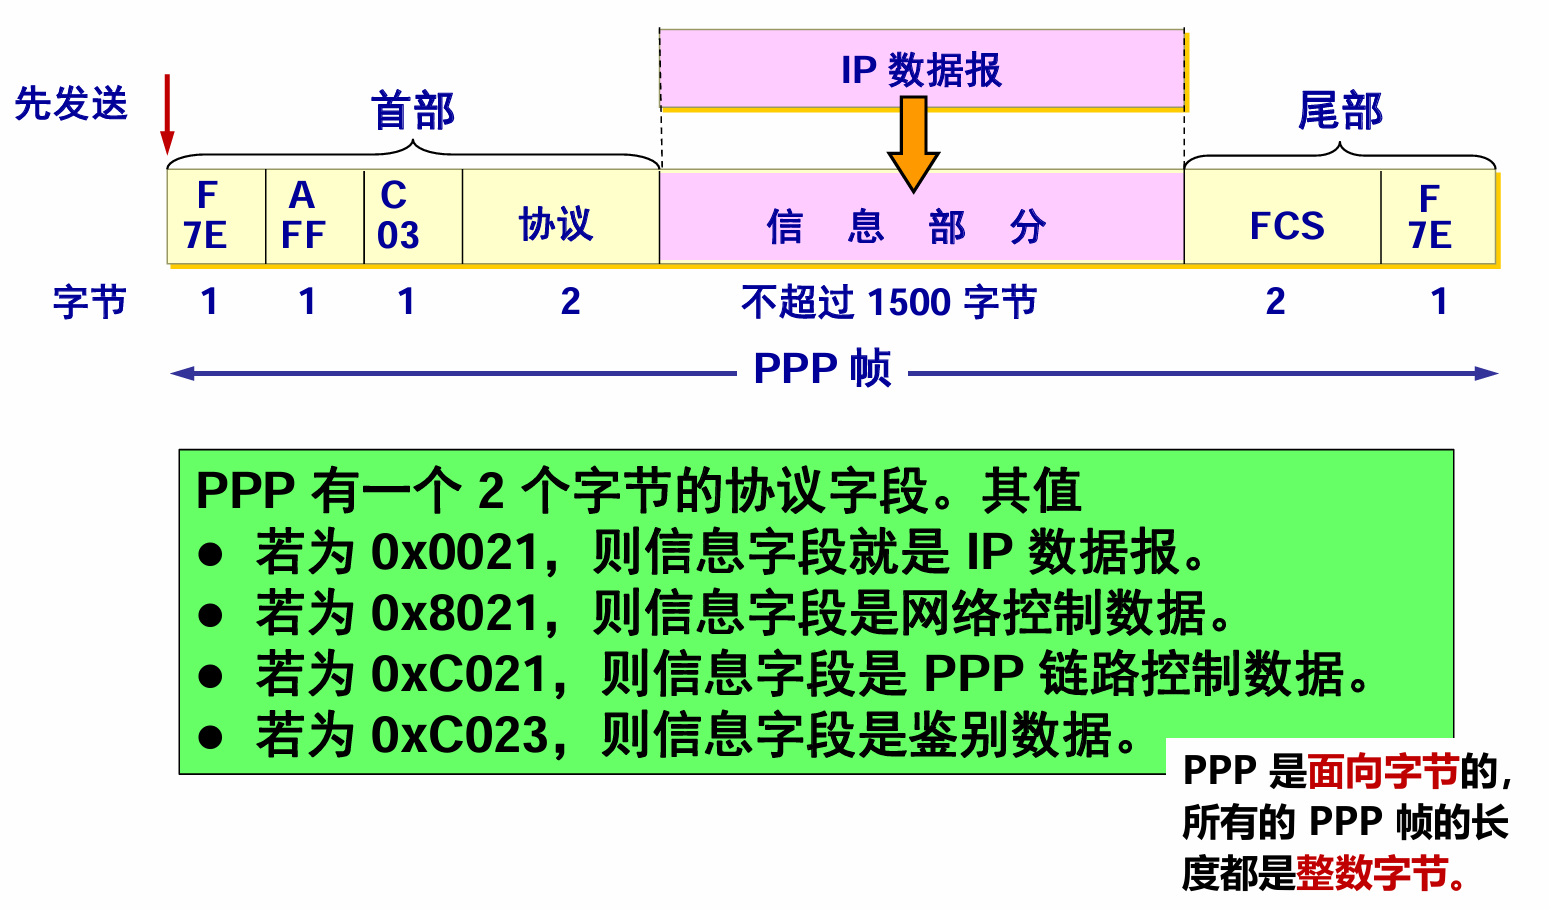 IP 数据报
先发送
首部
尾部
F A C
7E FF 03 协议 信 息 部 分 FCS F 7E
字节 1 1 1 2 不超过 1500 字节 2 1
PPP 帧
PPP 有一个 2 个字节的协议字段。其值
● 若为 0x0021，则信息字段就是 IP 数据报。
● 若为 0x8021，则信息字段是网络控制数据。
● 若为 0xC021，则信息字段是 PPP 链路控制数据。
● 若为 0xC023，则信息字段是鉴别数据。
PPP 是面向字节的，
所有的 PPP 帧的长
度都是整数字节。